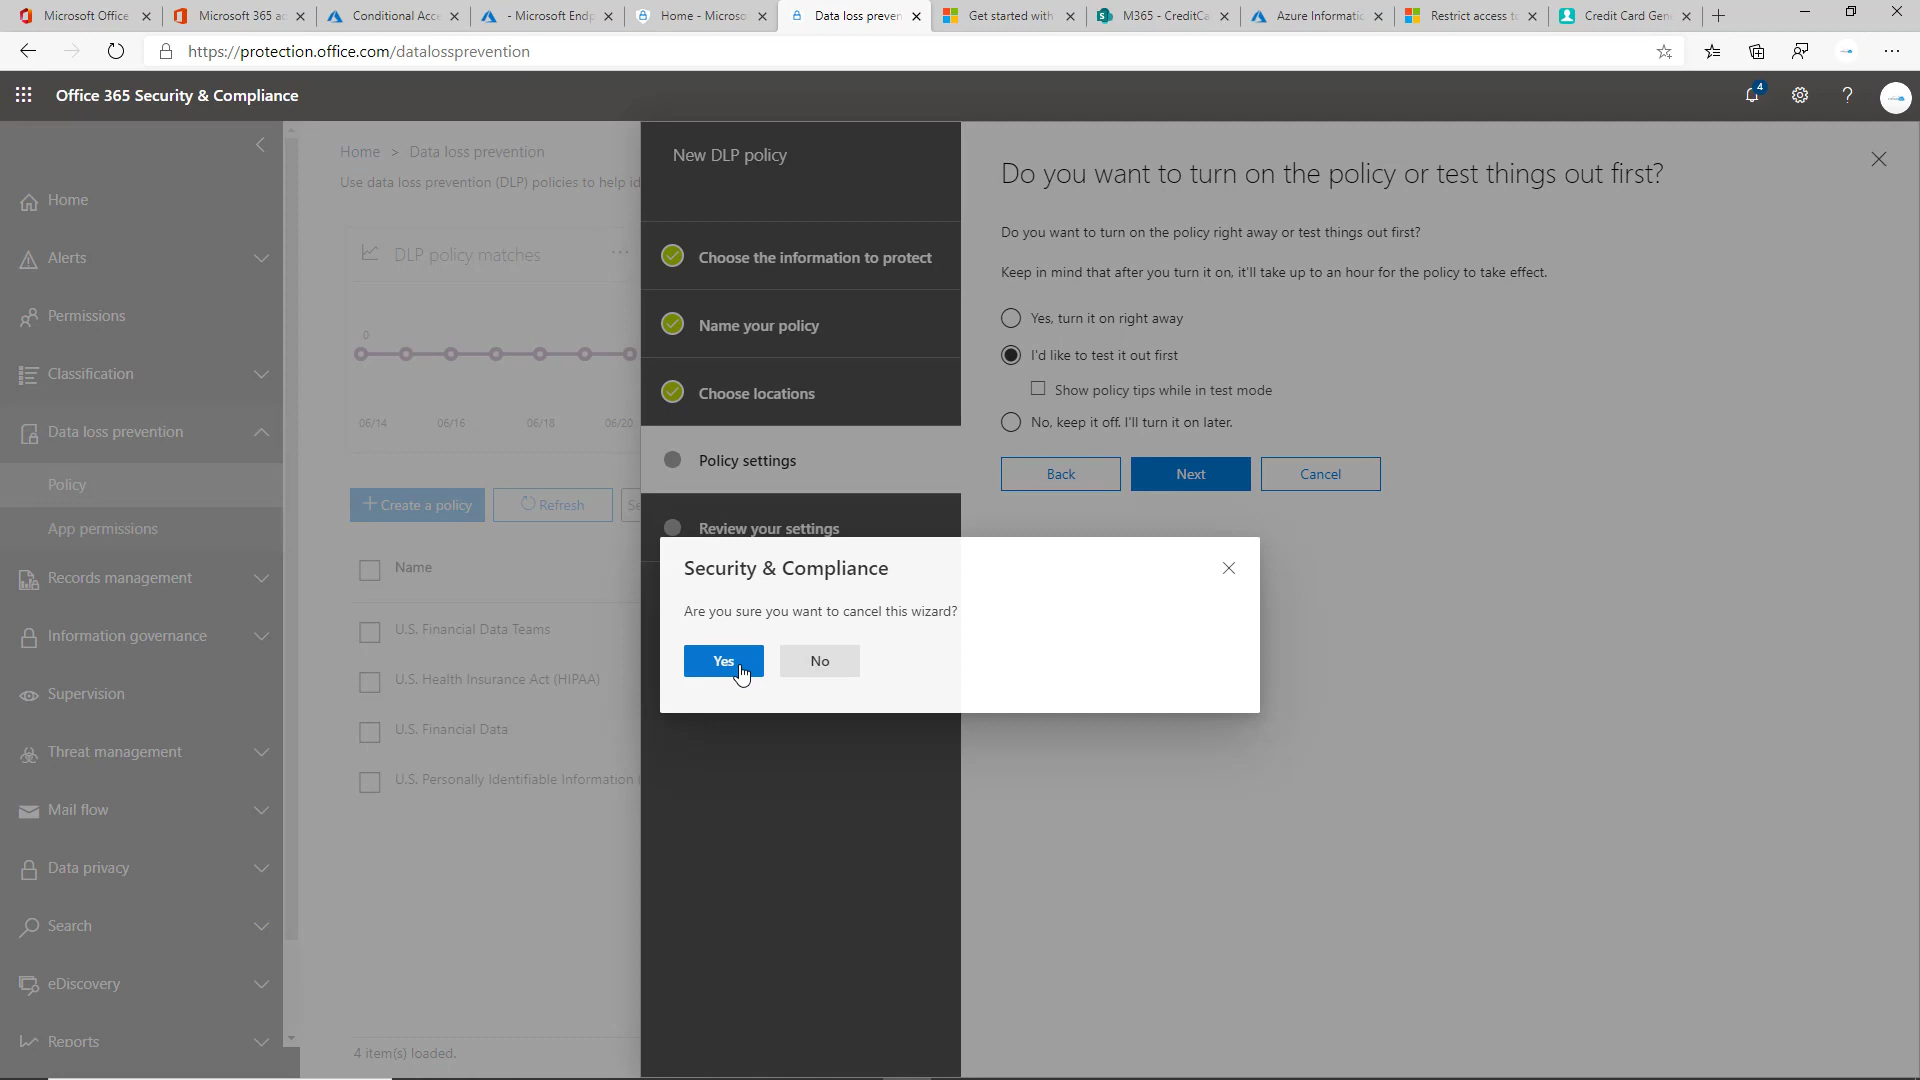 Microsoft Office
Microsoft 365 a
Conditional Acc
- Microsoft Endp
Home - Microso
Data loss preven
Get started with
M365 - CreditCa
Azure Informati
Restrict access t
Credit Card Gen
https://protection.office.com/datalossprevention
Office 365 Security & Compliance
4
?
Home > Data loss prevention
Use data loss prevention (DLP) policies to help id
Home
Alerts
Permissions
Classification
Data loss prevention
Policy
App permissions
Records management
Information governance
Supervision
Threat management
Mail flow
Data privacy
Search
eDiscovery
Reports
DLP policy matches
0
06/14 06/16 06/18 06/20
+ Create a policy
Refresh
Se
Name
U.S. Financial Data Teams
U.S. Health Insurance Act (HIPAA)
U.S. Financial Data
U.S. Personally Identifiable Information (
4 item(s) loaded.
New DLP policy
Choose the information to protect
Name your policy
Choose locations
Policy settings
Review your settings
Do you want to turn on the policy or test things out first?
Do you want to turn on the policy right away or test things out first?
Keep in mind that after you turn it on, it'll take up to an hour for the policy to take effect.
Yes, turn it on right away
I'd like to test it out first
Show policy tips while in test mode
No, keep it off. I'll turn it on later.
Back
Next
Cancel
Security & Compliance
Are you sure you want to cancel this wizard?
Yes
No